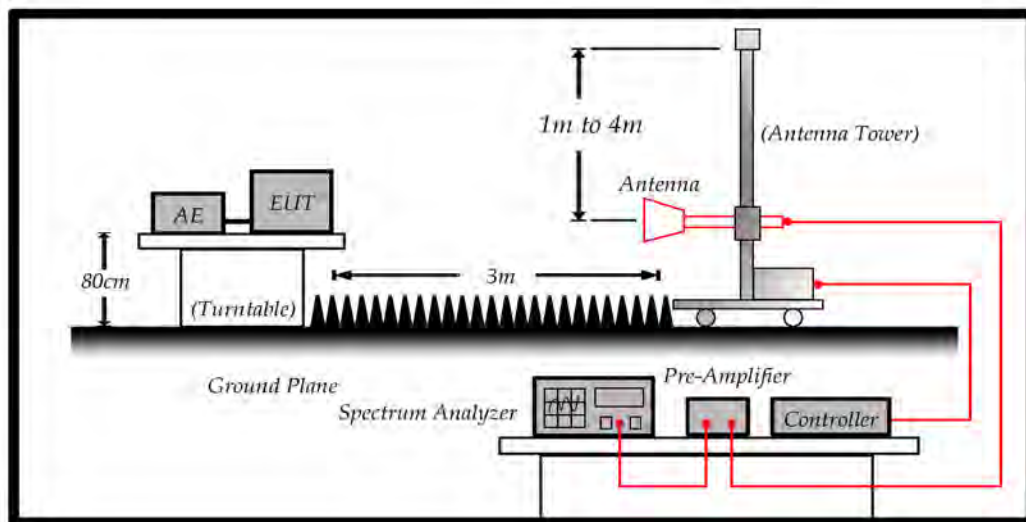 1m to 4m
(Antenna Tower)
Antenna
AE
EUT
80cm
3m
(Turntable)
Ground Plane
Pre-Amplifier
Spectrum Analyzer
Controller